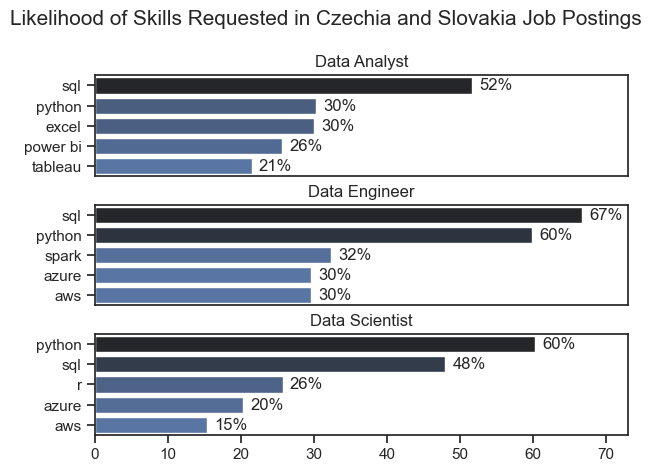 Likelihood of Skills Requested in Czechia and Slovakia Job Postings
Data Analyst
sql 52%
python 30%
excel 30%
power bi 26%
tableau 21%
Data Engineer
sql 67%
python 60%
spark 32%
azure 30%
aws 30%
Data Scientist
python 60%
sql 48%
r 26%
azure 20%
aws 15%
0 10 20 30 40 50 60 70